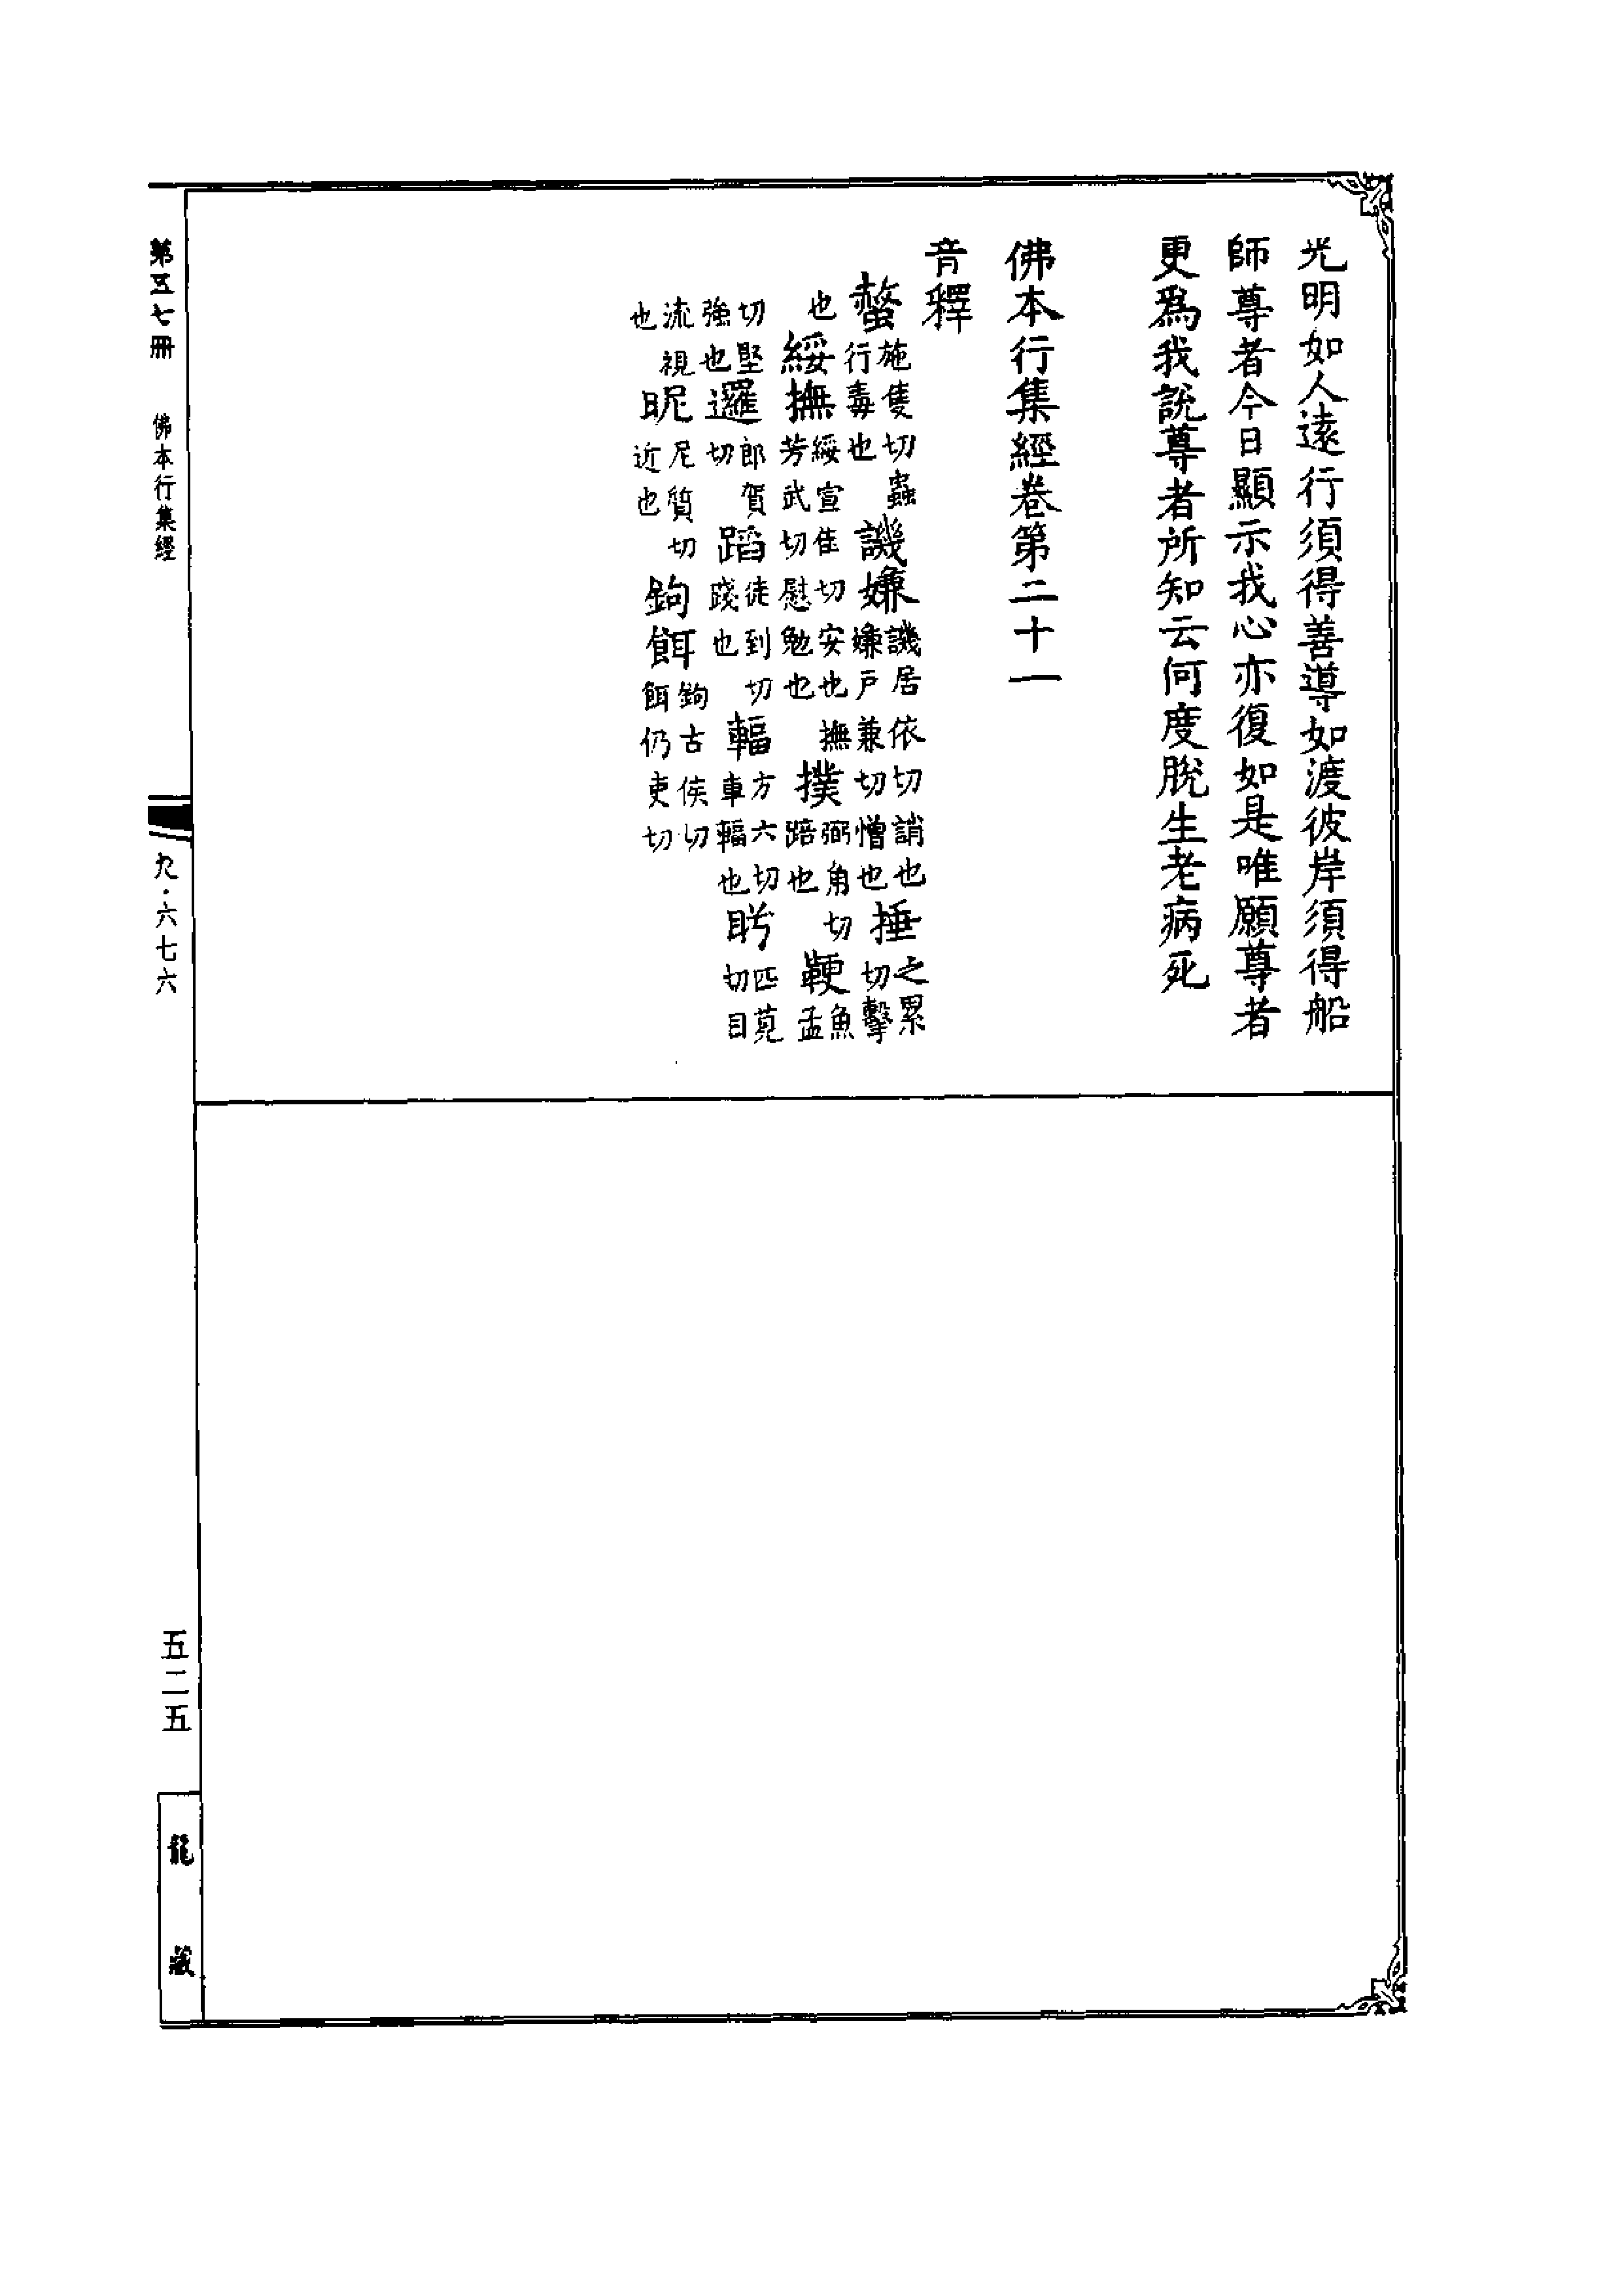 光明如人遠行須得善導如渡彼岸須得船
師尊者今日顯示我心亦復如是唯願尊者
更爲我說尊者所知云何度脫生老病死
佛本行集經卷第二十一
音釋
螫施隻切蟲行毒也 譏嫌譏居依切誚也嫌戶兼切憎也 捶之累切擊
也 綏撫綏宣隹切安也撫芳武切慰勉也 撲弼角切踣也 鞕魚孟
切堅強也 邏郎賀切 蹈徒到切踐也 輻方六切車輻也 眄匹莧切目
流視也 昵尼質切近也 鉤餌鉤古侯切餌仍吏切
第五七冊 佛本行集經 九·六七六 五二五 龍藏